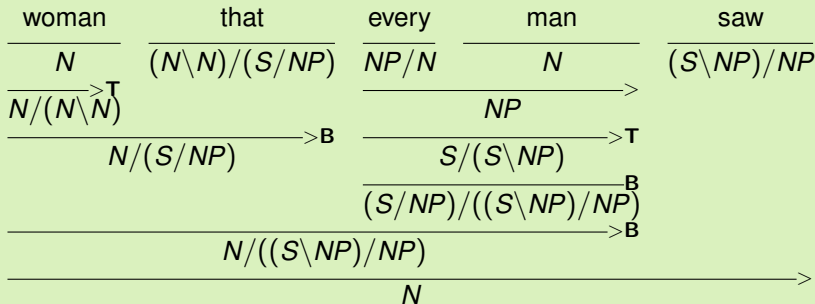 woman that every man saw
N (N\N)/(S/NP) NP/N N (S\NP)/NP
>T >
N/(N\N) NP
>B >T
N/(S/NP) S/(S\NP)
B
(S/NP)/((S\NP)/NP)
>B
N/((S\NP)/NP)
>
N